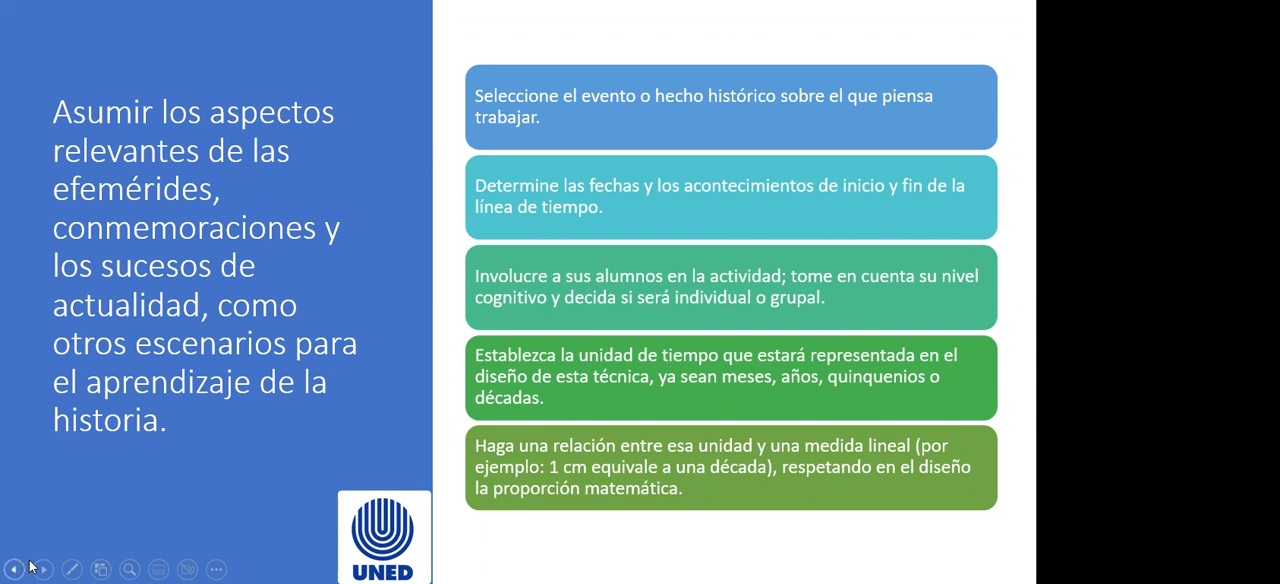 Asumir los aspectos
relevantes de las
efemérides,
conmemoraciones y
los sucesos de
actualidad, como
otros escenarios para
el aprendizaje de la
historia.
Seleccione el evento o hecho histórico sobre el que piensa
trabajar.
Determine las fechas y los acontecimientos de inicio y fin de la
línea de tiempo.
Involucre a sus alumnos en la actividad; tome en cuenta su nivel
cognitivo y decida si será individual o grupal.
Establezca la unidad de tiempo que estará representada en el
diseño de esta técnica, ya sean meses, años, quinquenios o
décadas.
Haga una relación entre esa unidad y una medida lineal (por
ejemplo: 1 cm equivale a una década), respetando en el diseño
la proporción matemática.
UNED